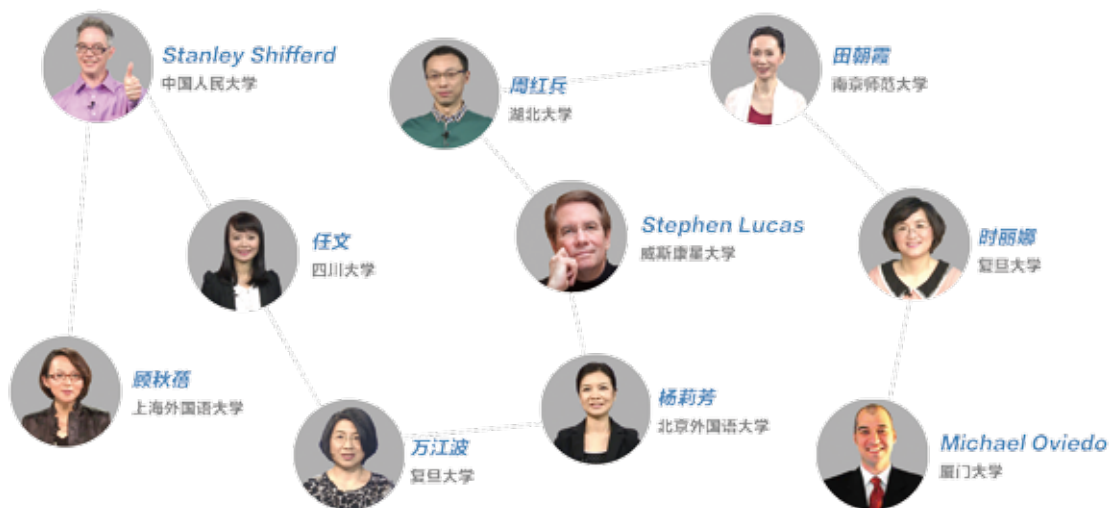 Stanley Shifferd
中国人民大学
周红兵
湖北大学
田朝霞
南京师范大学
任文
四川大学
Stephen Lucas
威斯康星大学
时丽娜
复旦大学
顾秋蓓
上海外国语大学
万江波
复旦大学
杨莉芳
北京外国语大学
Michael Oviedo
厦门大学